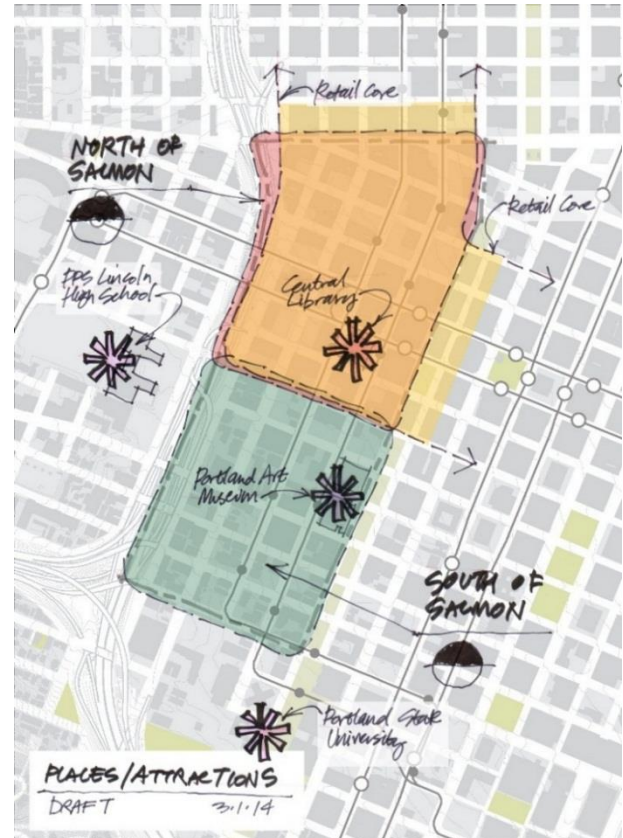 Retail Core
NORTH OF
SALMON
Retail Core
PPS Lincoln
High School
Central
Library
Portland Art
Museum
SOUTH OF
SALMON
Portland State
University
PLACES/ATTRACTIONS
DRAFT 3.1.14